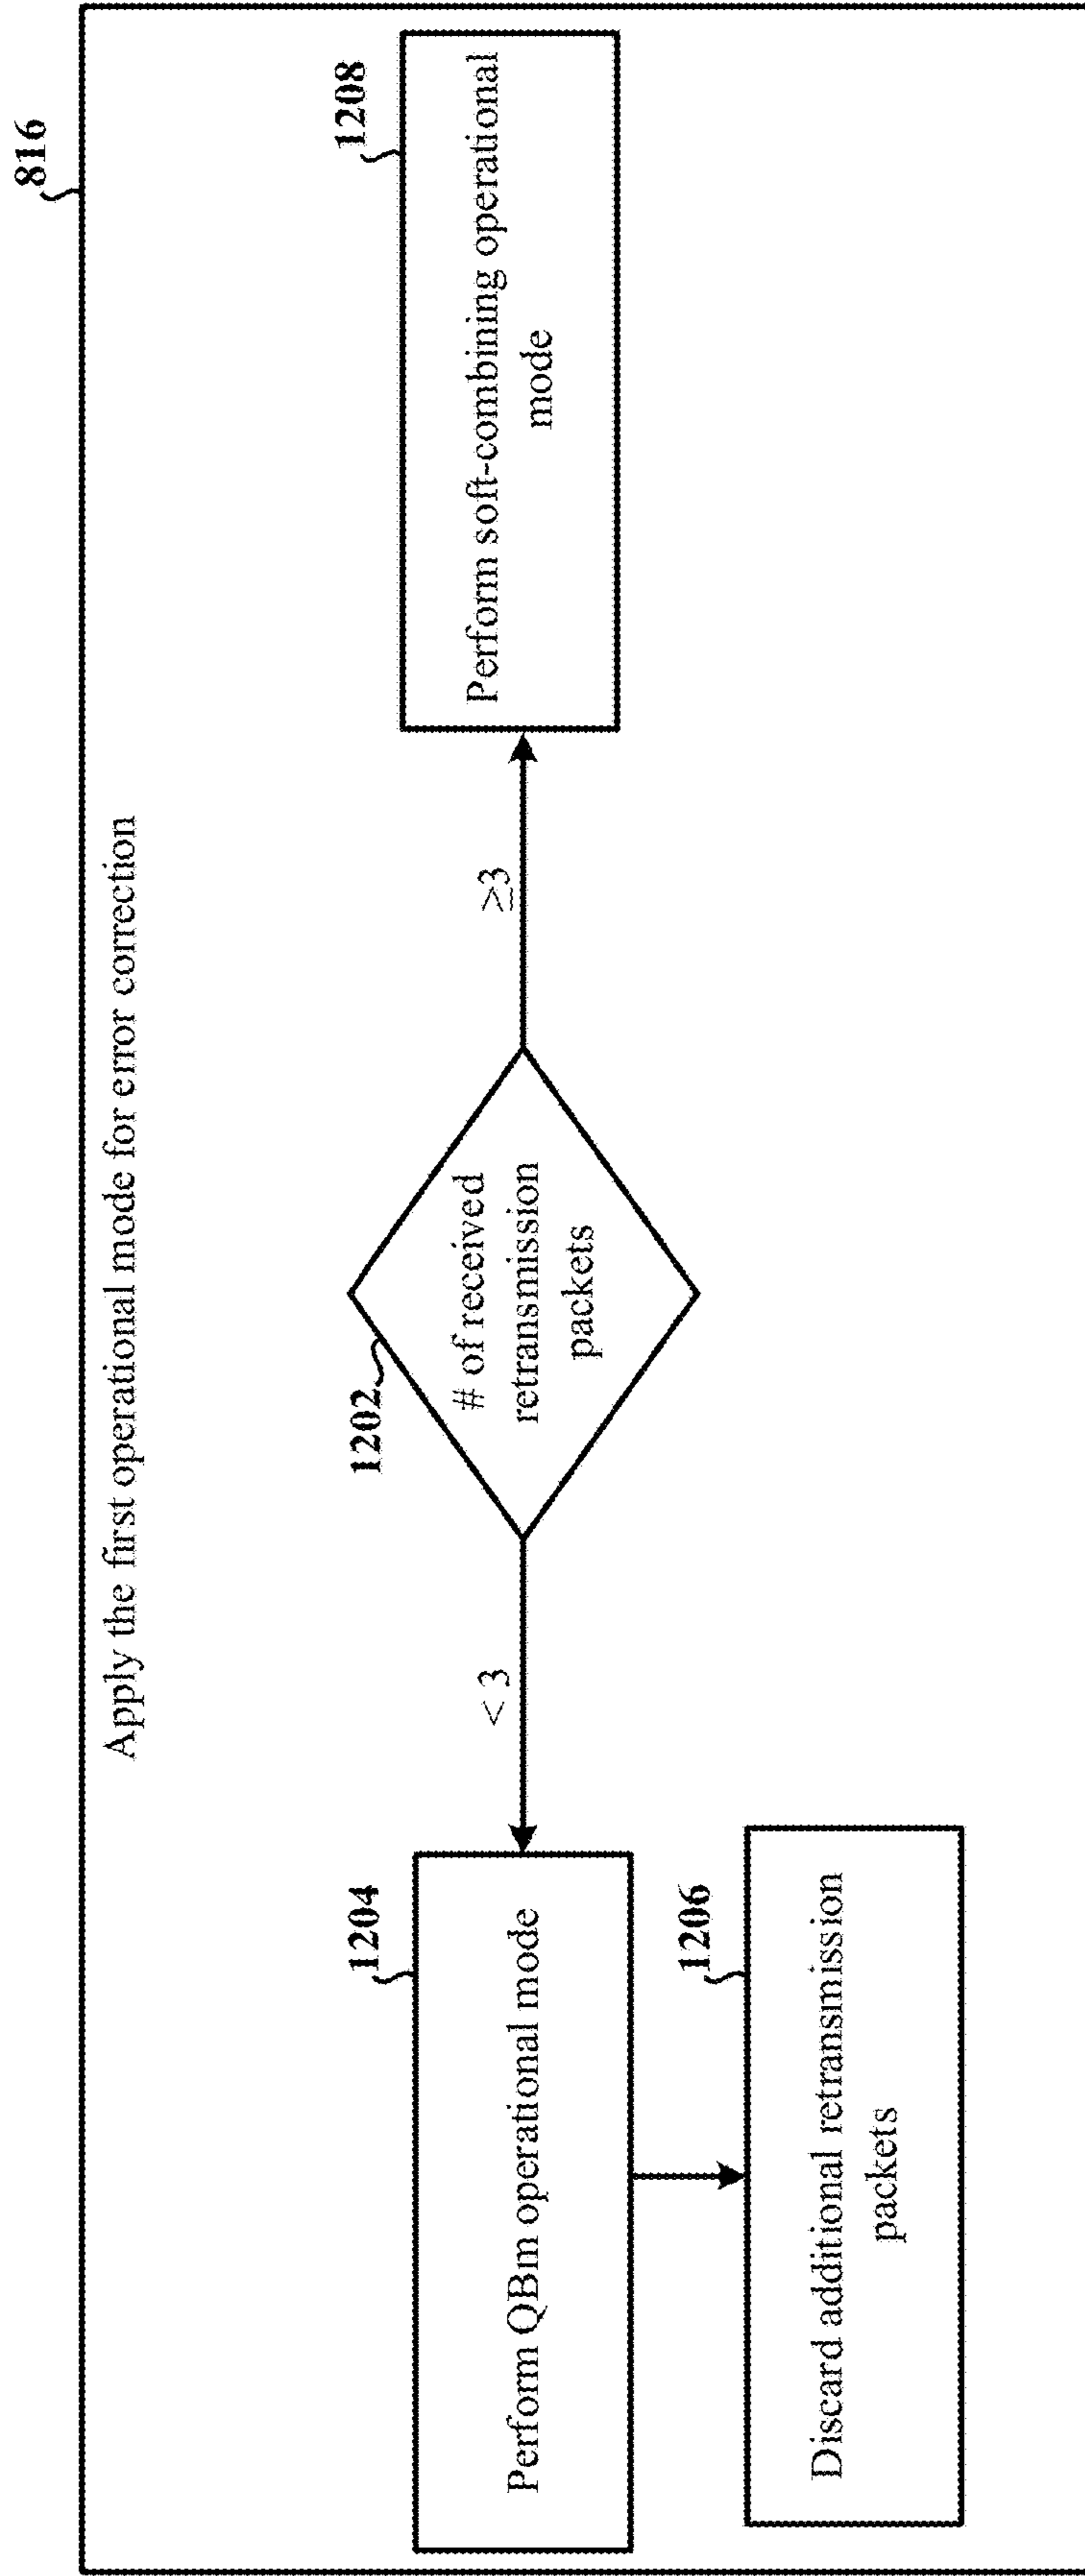 816
Apply the first operational mode for error correction
1202
# of received
retransmission
packets
< 3
≥3
1204
Perform QBm operational mode
1206
Discard additional retransmission
packets
1208
Perform soft-combining operational
mode